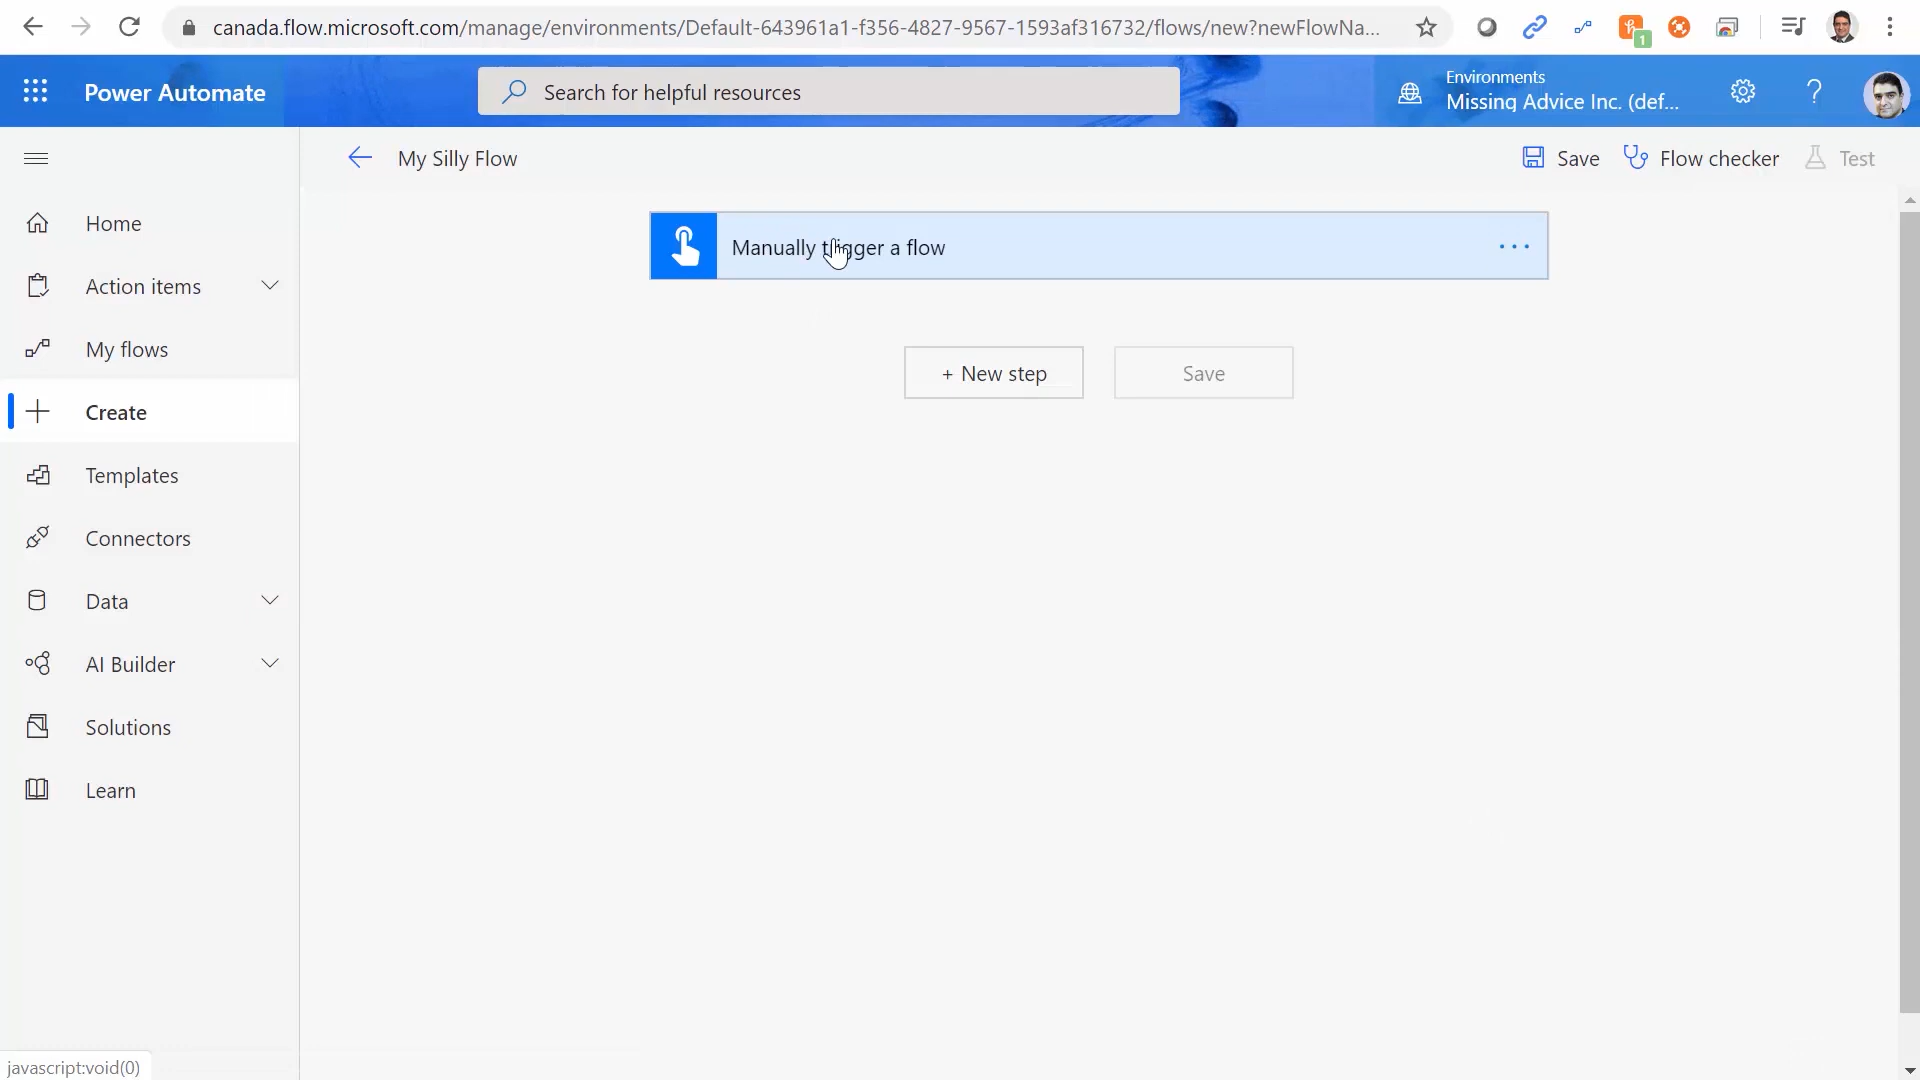 canada.flow.microsoft.com/manage/environments/Default-643961a1-f356-4827-9567-1593af316732/flows/new?newFlowNa...
1
Power Automate
Search for helpful resources
Environments
Missing Advice Inc. (def...
?
My Silly Flow
Save
Flow checker
Test
Home
Action items
My flows
Create
Templates
Connectors
Data
AI Builder
Solutions
Learn
Manually trigger a flow
...
+ New step
Save
javascript:void(0)